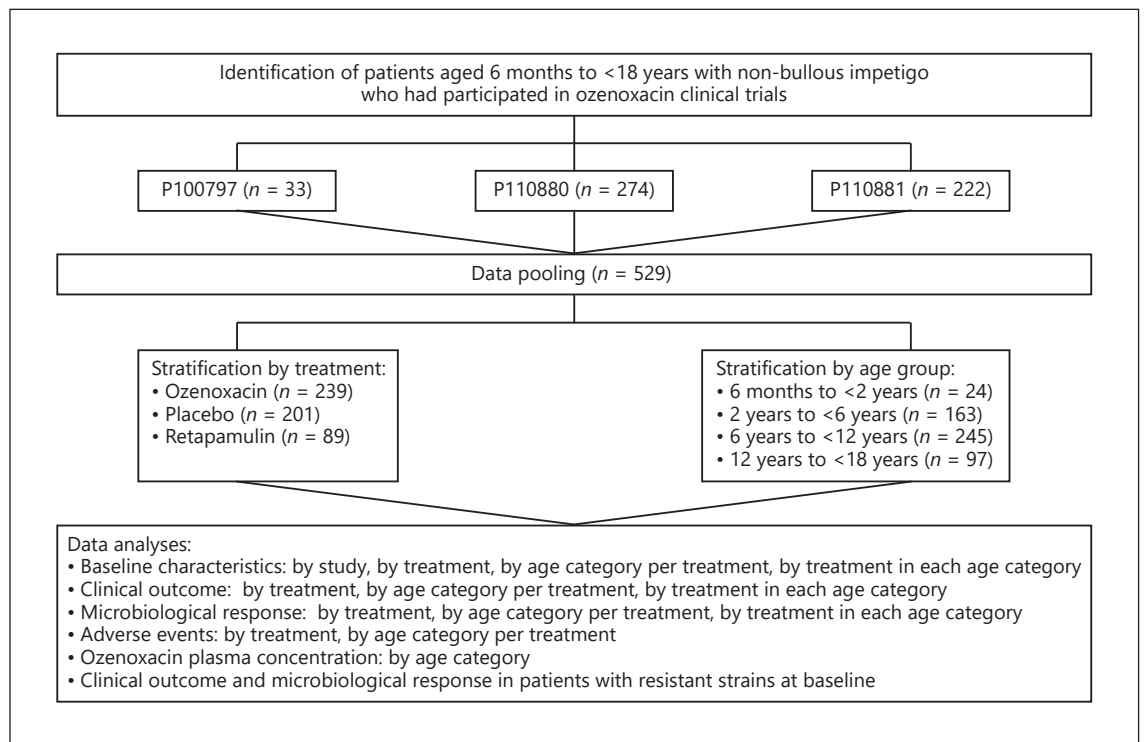 Identification of patients aged 6 months to <18 years with non-bullous impetigo
who had participated in ozenoxacin clinical trials
P100797 (n = 33)
P110880 (n = 274)
P110881 (n = 222)
Data pooling (n = 529)
Stratification by treatment:
• Ozenoxacin (n = 239)
• Placebo (n = 201)
• Retapamulin (n = 89)
Stratification by age group:
• 6 months to <2 years (n = 24)
• 2 years to <6 years (n = 163)
• 6 years to <12 years (n = 245)
• 12 years to <18 years (n = 97)
Data analyses:
• Baseline characteristics: by study, by treatment, by age category per treatment, by treatment in each age category
• Clinical outcome: by treatment, by age category per treatment, by treatment in each age category
• Microbiological response: by treatment, by age category per treatment, by treatment in each age category
• Adverse events: by treatment, by age category per treatment
• Ozenoxacin plasma concentration: by age category
• Clinical outcome and microbiological response in patients with resistant strains at baseline